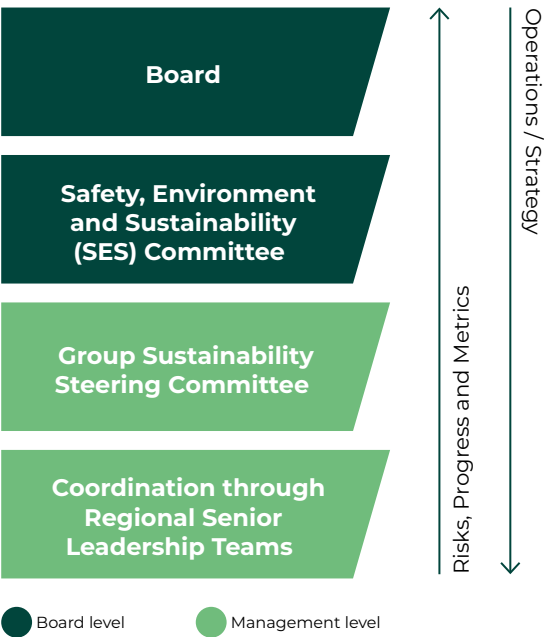 Board
Safety, Environment
and Sustainability
(SES) Committee
Group Sustainability
Steering Committee
Coordination through
Regional Senior
Leadership Teams
Risks, Progress and Metrics
Operations / Strategy
Board level
Management level